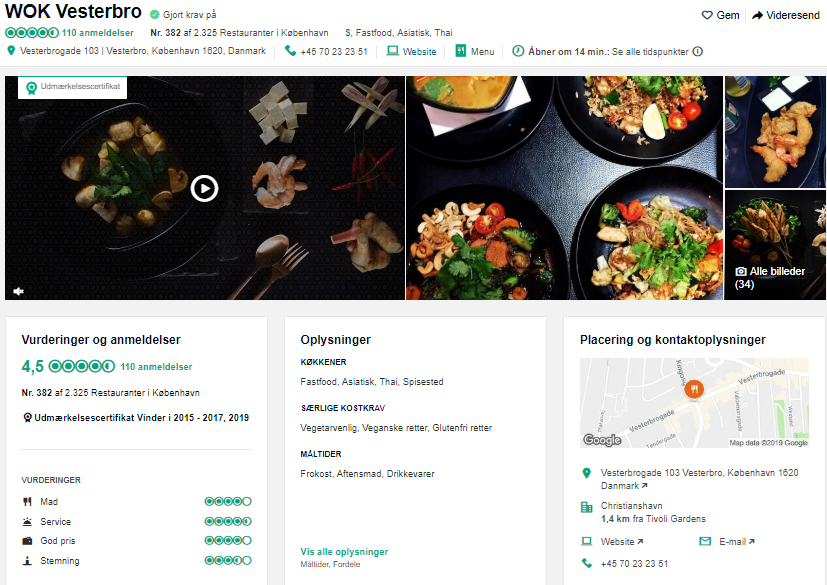 WOK Vesterbro Gjort krav på
Gem Videresend
110 anmeldelser Nr. 382 af 2.325 Restauranter i København $, Fastfood, Asiatisk, Thai
Vesterbrogade 103 | Vesterbro, København 1620, Danmark +45 70 23 23 51 Website Menu Åbner om 14 min.: Se alle tidspunkter
Udmærkelsescertifikat
Alle billeder
(34)
Vurderinger og anmeldelser
4,5 110 anmeldelser
Nr. 382 af 2.325 Restauranter i København
Udmærkelsescertifikat Vinder i 2015 - 2017, 2019
VURDERINGER
Mad
Service
God pris
Stemning
Oplysninger
KØKKENER
Fastfood, Asiatisk, Thai, Spisested
SÆRLIGE KOSTKRAV
Vegetarvenlig, Veganske retter, Glutenfri retter
MÅLTIDER
Frokost, Aftensmad, Drikkevarer
Vis alle oplysninger
Måltider, Fordele
Placering og kontaktoplysninger
Vesterbrogade
Vesterbrogade
Google
Map data ©2019 Google
Vesterbrogade 103 Vesterbro, København 1620
Danmark
Christianshavn
1,4 km fra Tivoli Gardens
Website E-mail
+45 70 23 23 51